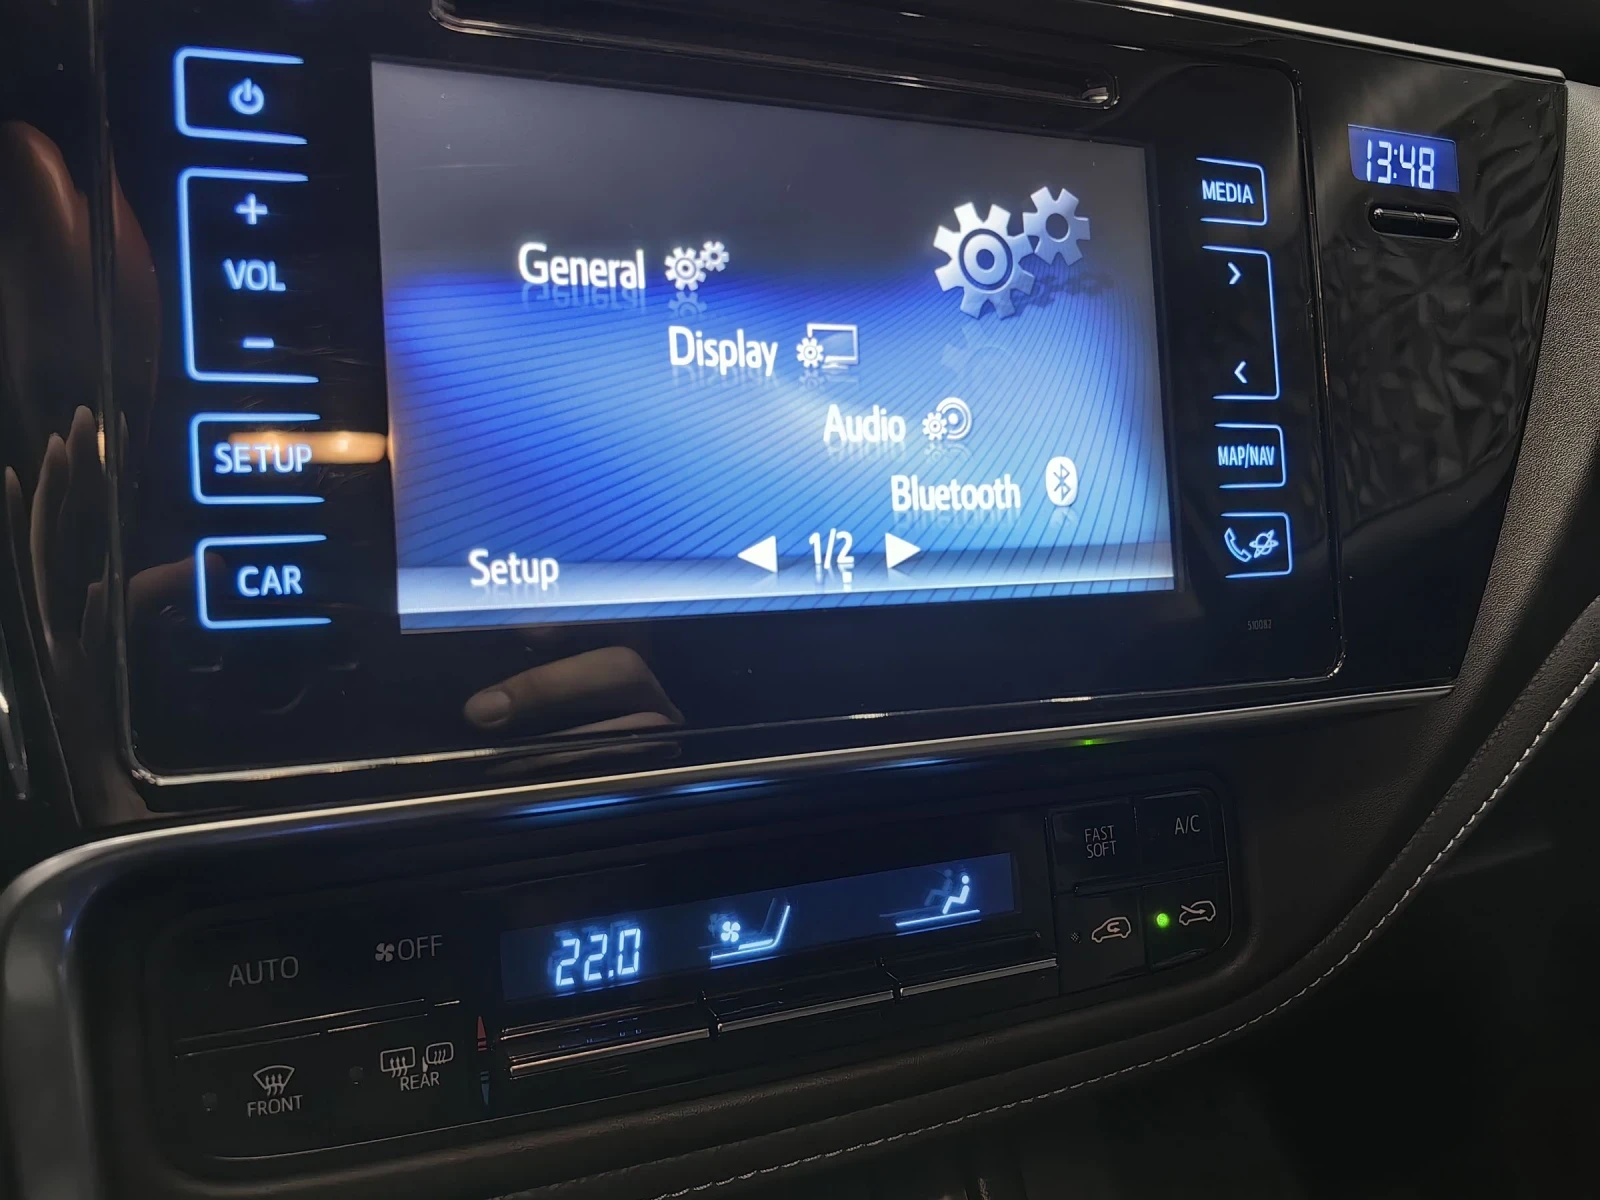 VOL
SETUP
CAR
General
Display
Audio
Bluetooth
Setup
1/2
MEDIA
MAP/NAV
13:48
510082
AUTO
OFF
22.0
FAST
SOFT
A/C
FRONT
REAR